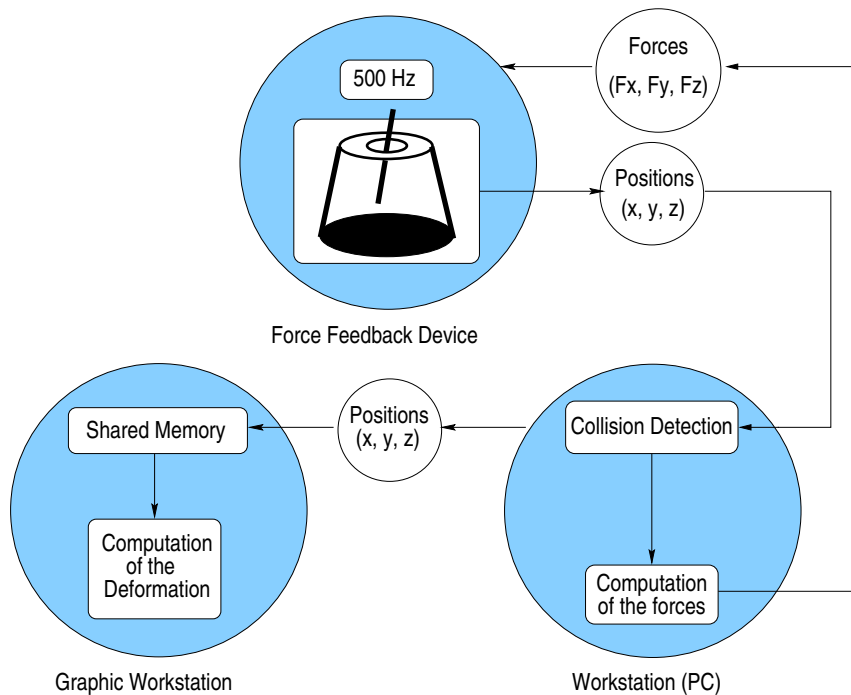 Forces
(Fx, Fy, Fz)
500 Hz
Positions
(x, y, z)
Force Feedback Device
Shared Memory
Positions
(x, y, z)
Collision Detection
Computation
of the
Deformation
Computation
of the forces
Graphic Workstation
Workstation (PC)